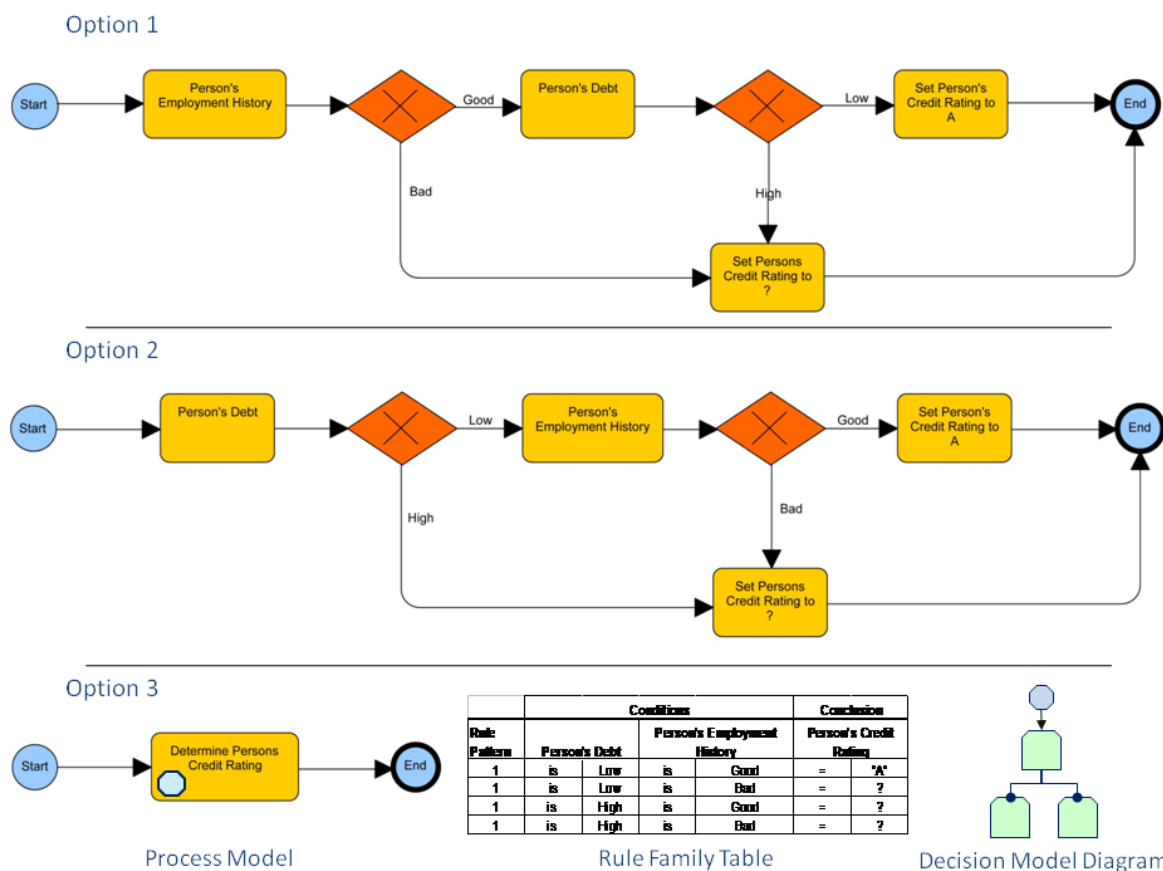 Option 1
Start
Person's
Employment History
Good
Person's Debt
Low
Set Person's
Credit Rating to
A
End
Bad
High
Set Persons
Credit Rating to
?
Option 2
Start
Person's Debt
Low
Person's
Employment History
Good
Set Person's
Credit Rating to
A
End
High
Bad
Set Persons
Credit Rating to
?
Option 3
Start
Determine Persons
Credit Rating
End
Process Model
Conditions Conclusion
Rule
Pattern Person's Debt Person's Employment
History Person's Credit
Rating
1 is Low is Good = "A"
1 is Low is Bad = ?
1 is High is Good = ?
1 is High is Bad = ?
Rule Family Table
Decision Model Diagram